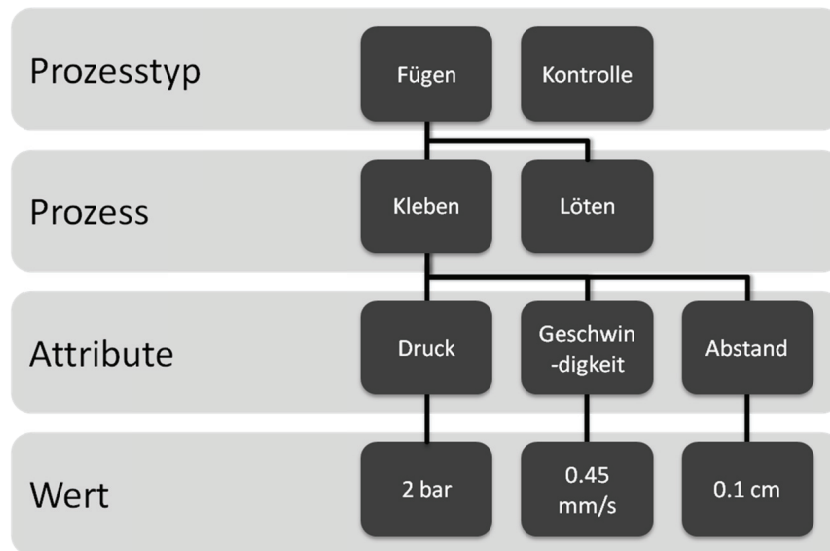 Prozesstyp
Fügen
Kontrolle
Prozess
Kleben
Löten
Attribute
Druck
Geschwin
-digkeit
Abstand
Wert
2 bar
0.45
mm/s
0.1 cm